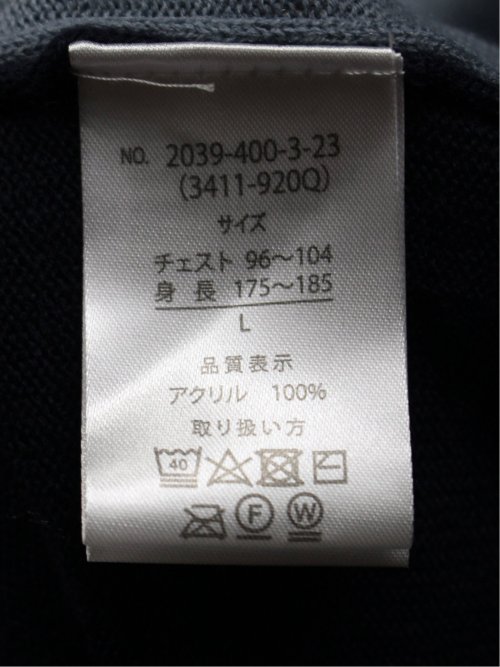 NO. 2039-400-3-23
(3411-920Q)
サイズ
チェスト 96～104
身長 175～185
L
品質表示
アクリル 100%
取り扱い方
40
F W